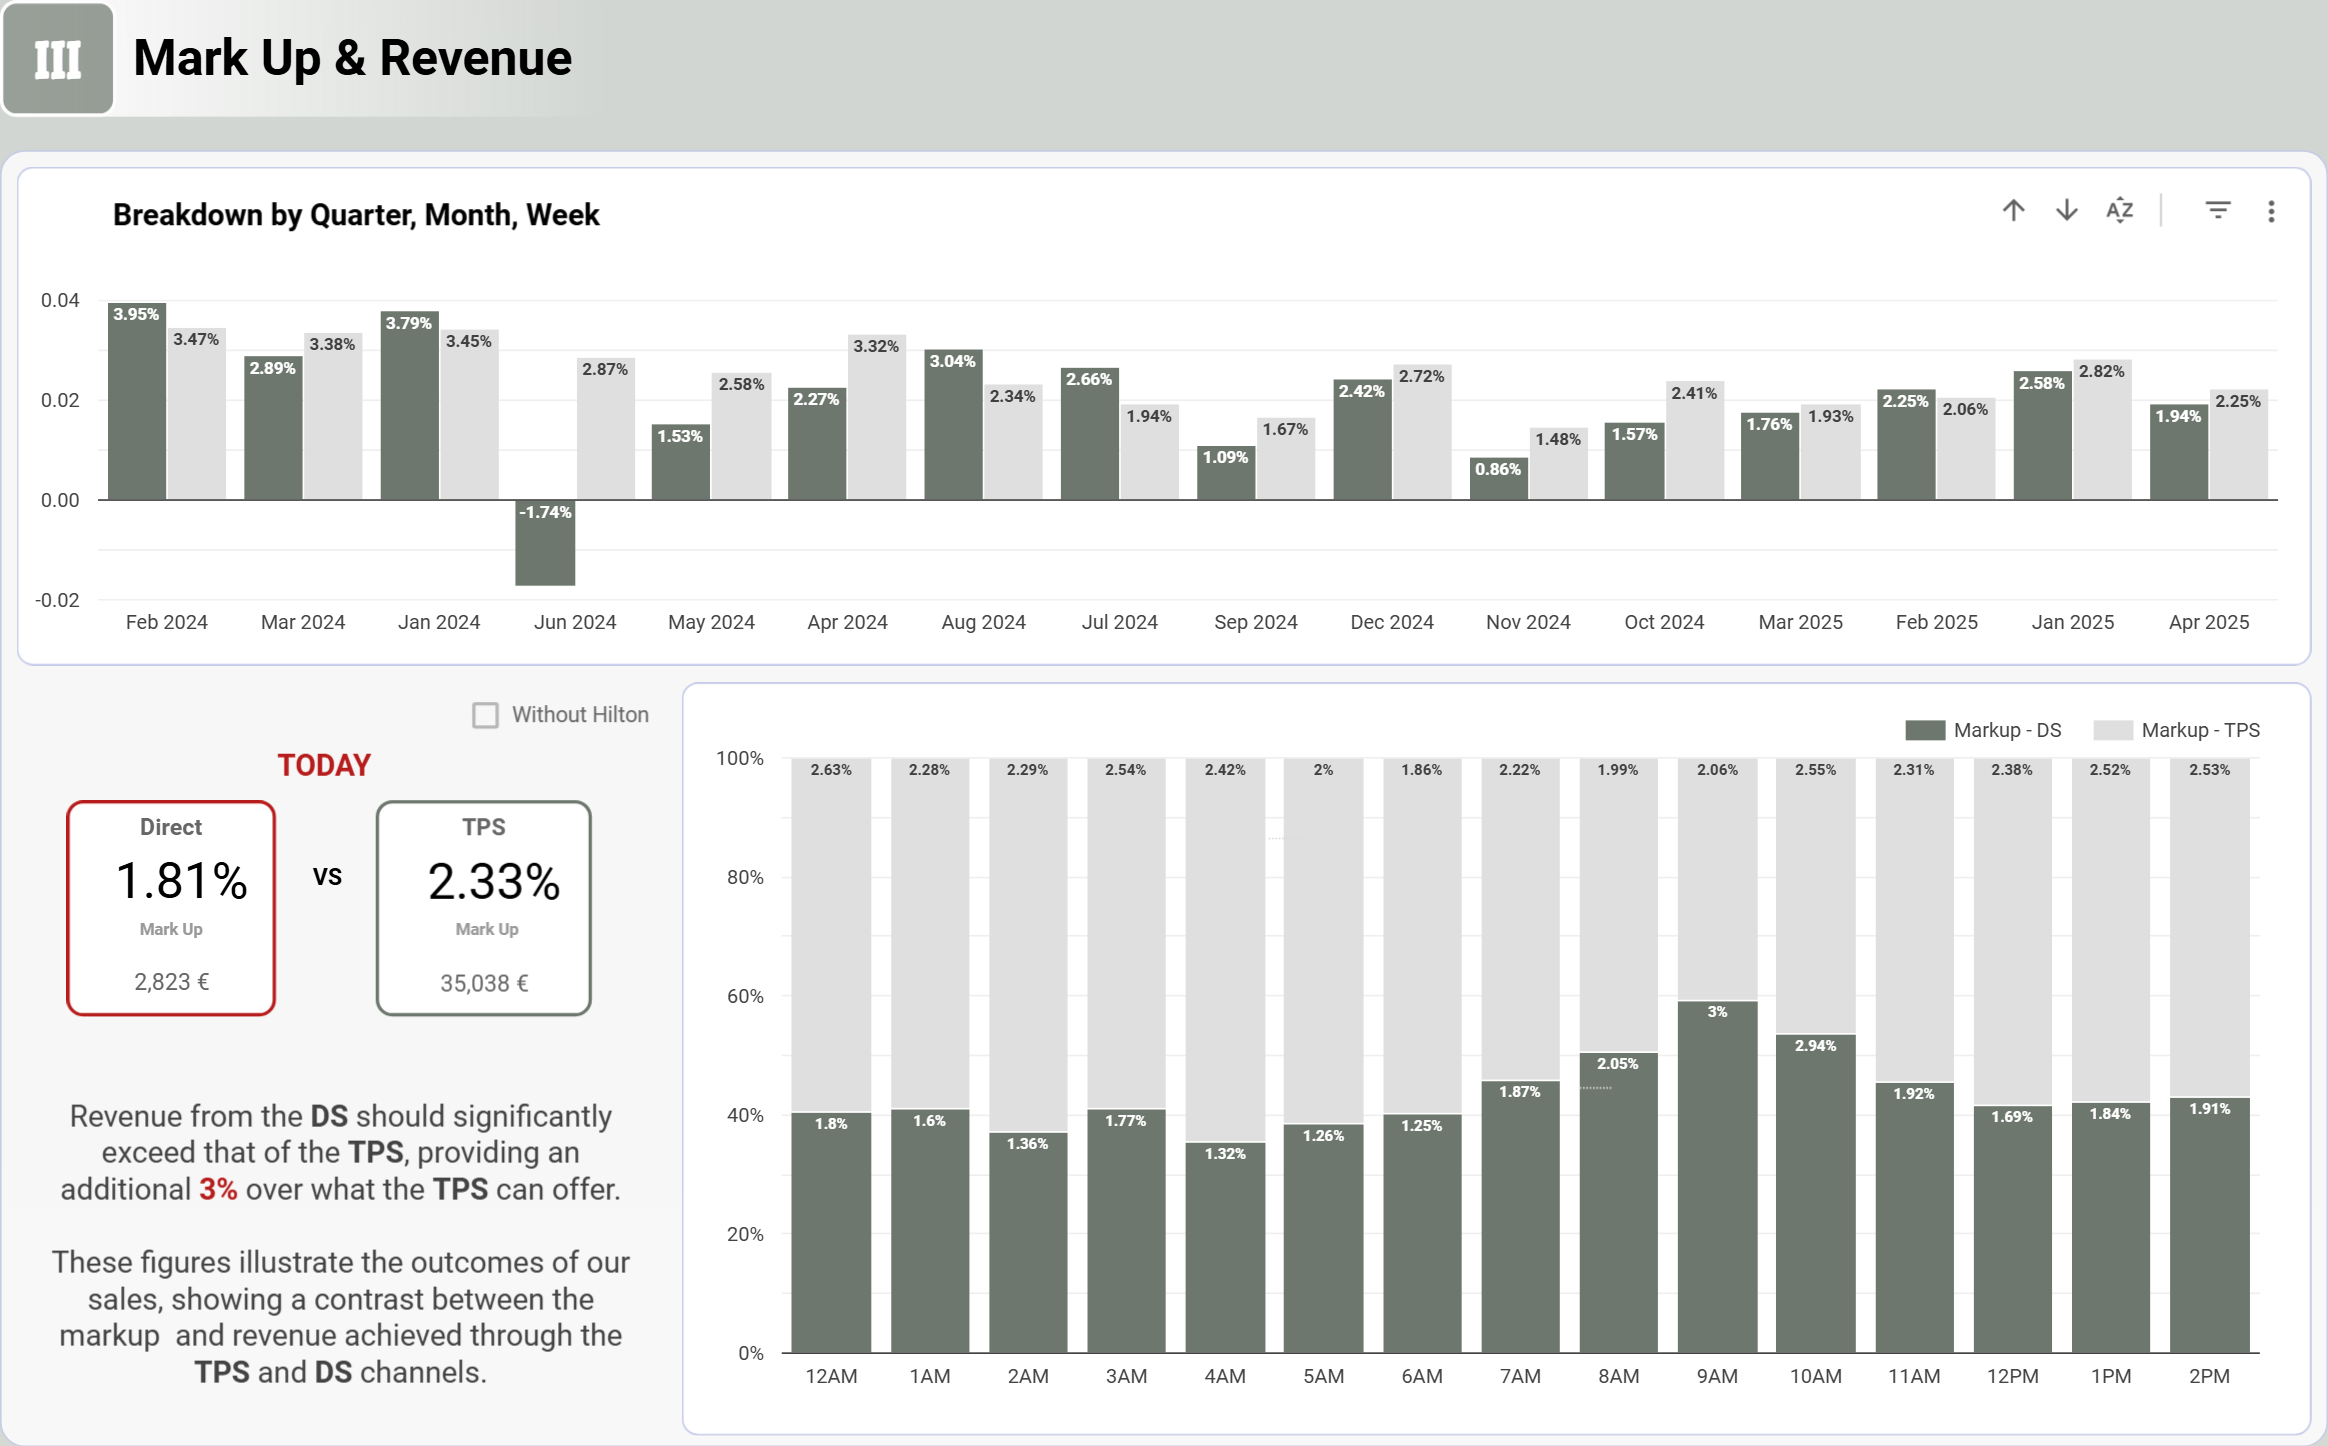 III
Mark Up & Revenue
Breakdown by Quarter, Month, Week
AZ
0.04
0.02
0.00
-0.02
3.95% 3.47% 2.89% 3.38% 3.79% 3.45% -1.74% 2.87% 1.53% 2.58% 2.27% 3.32% 3.04% 2.34% 2.66% 1.94% 1.09% 1.67% 2.42% 2.72% 0.86% 1.48% 1.57% 2.41% 1.76% 1.93% 2.25% 2.06% 2.58% 2.82% 1.94% 2.25%
Feb 2024 Mar 2024 Jan 2024 Jun 2024 May 2024 Apr 2024 Aug 2024 Jul 2024 Sep 2024 Dec 2024 Nov 2024 Oct 2024 Mar 2025 Feb 2025 Jan 2025 Apr 2025
Without Hilton
TODAY
Direct
1.81%
Mark Up
2,823 €
VS
TPS
2.33%
Mark Up
35,038 €
Revenue from the DS should significantly
exceed that of the TPS, providing an
additional 3% over what the TPS can offer.
These figures illustrate the outcomes of our
sales, showing a contrast between the
markup  and revenue achieved through the
TPS and DS channels.
Markup - DS Markup - TPS
100%
80%
60%
40%
20%
0%
2.63% 2.28% 2.29% 2.54% 2.42% 2% 1.86% 2.22% 1.99% 2.06% 2.55% 2.31% 2.38% 2.52% 2.53%
1.8% 1.6% 1.36% 1.77% 1.32% 1.26% 1.25% 1.87% 2.05% 3% 2.94% 1.92% 1.69% 1.84% 1.91%
12AM 1AM 2AM 3AM 4AM 5AM 6AM 7AM 8AM 9AM 10AM 11AM 12PM 1PM 2PM